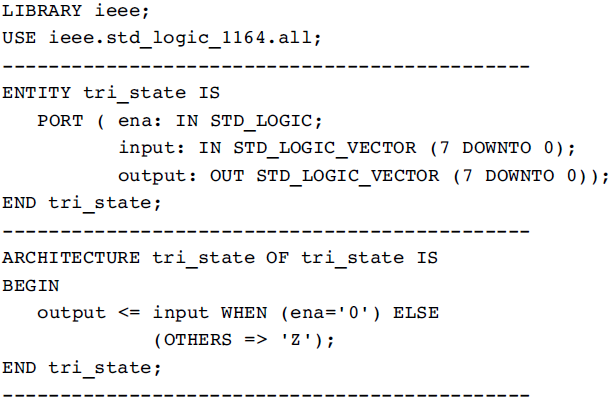 LIBRARY ieee;
USE ieee.std_logic_1164.all;
---------------------------------------------
ENTITY tri_state IS
   PORT ( ena: IN STD_LOGIC;
          input: IN STD_LOGIC_VECTOR (7 DOWNTO 0);
          output: OUT STD_LOGIC_VECTOR (7 DOWNTO 0));
END tri_state;
---------------------------------------------
ARCHITECTURE tri_state OF tri_state IS
BEGIN
   output <= input WHEN (ena='0') ELSE
             (OTHERS => 'Z');
END tri_state;
---------------------------------------------